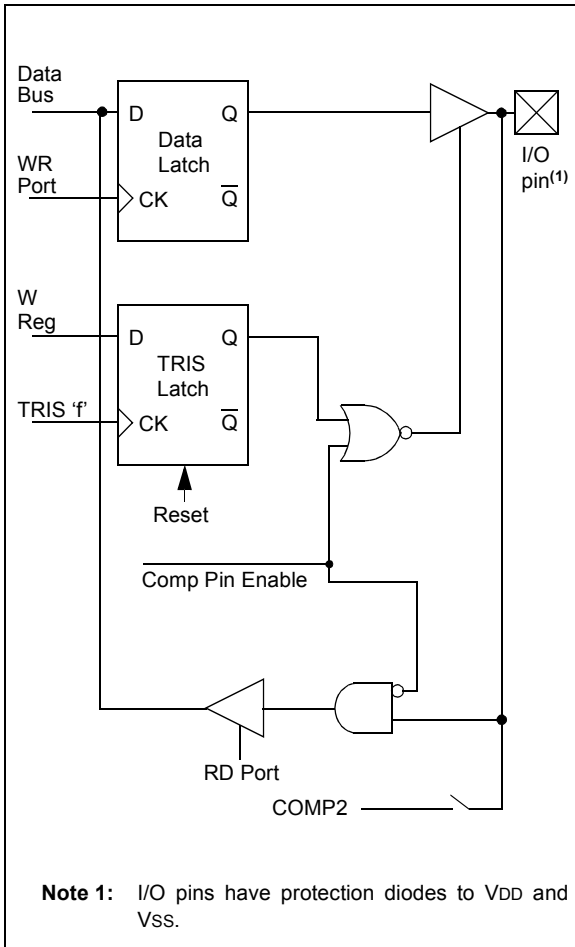 Data
Bus
D
Q
Data
Latch
WR
Port
CK
Q̅
I/O
pin(1)
W
Reg
D
Q
TRIS
Latch
TRIS 'f'
CK
Q̅
Reset
Comp Pin Enable
RD Port
COMP2
Note 1: I/O pins have protection diodes to VDD and
VSS.